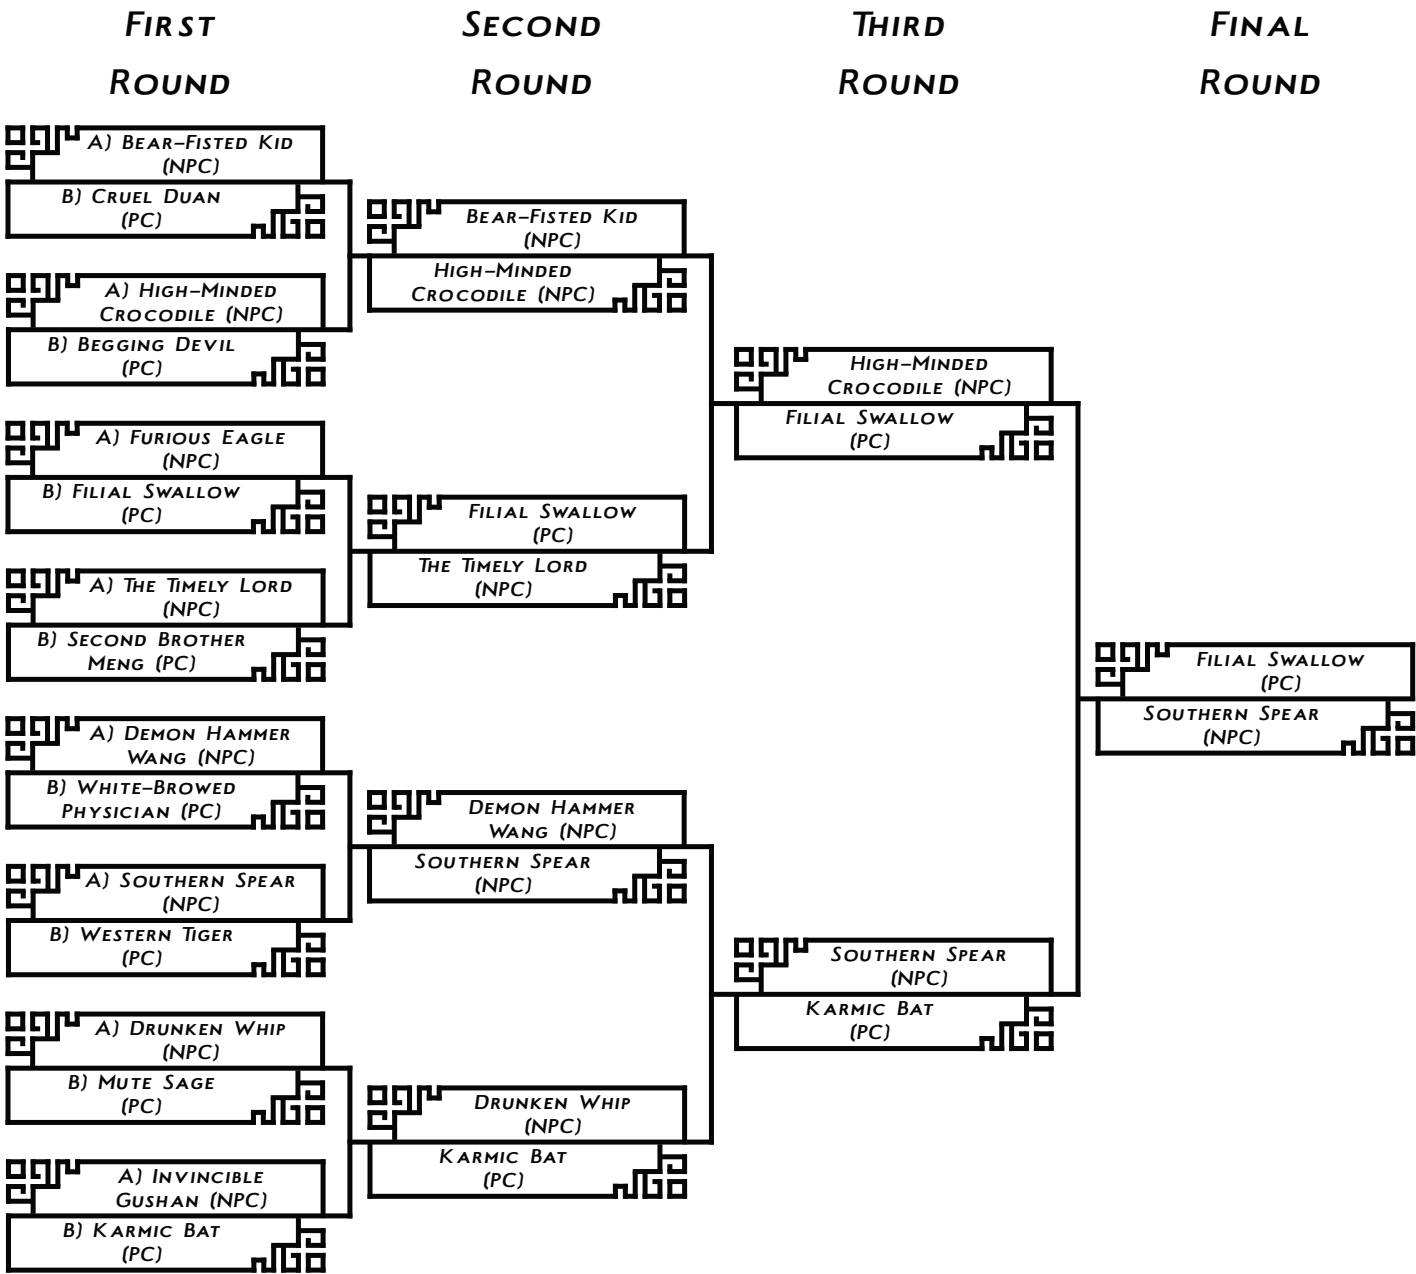 First Round
Second Round
Third Round
Final Round
A) Bear-Fisted Kid
(NPC)
B) Cruel Duan
(PC)
A) High-Minded
Crocodile (NPC)
B) Begging Devil
(PC)
A) Furious Eagle
(NPC)
B) Filial Swallow
(PC)
A) The Timely Lord
(NPC)
B) Second Brother
Meng (PC)
A) Demon Hammer
Wang (NPC)
B) White-Browed
Physician (PC)
A) Southern Spear
(NPC)
B) Western Tiger
(PC)
A) Drunken Whip
(NPC)
B) Mute Sage
(PC)
A) Invincible
Gushan (NPC)
B) Karmic Bat
(PC)
Bear-Fisted Kid
(NPC)
High-Minded
Crocodile (NPC)
Filial Swallow
(PC)
The Timely Lord
(NPC)
Demon Hammer
Wang (NPC)
Southern Spear
(NPC)
Drunken Whip
(NPC)
Karmic Bat
(PC)
High-Minded
Crocodile (NPC)
Filial Swallow
(PC)
Southern Spear
(NPC)
Karmic Bat
(PC)
Filial Swallow
(PC)
Southern Spear
(NPC)